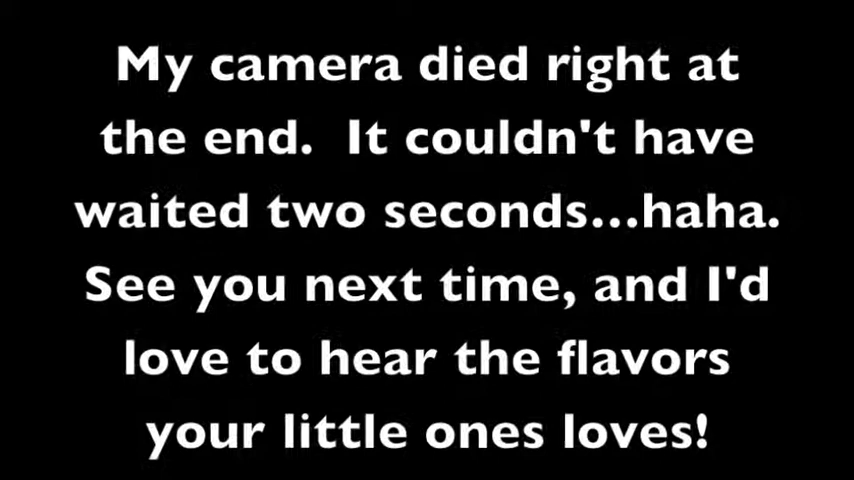 My camera died right at
the end.  It couldn't have
waited two seconds...haha.
See you next time, and I'd
love to hear the flavors
your little ones loves!